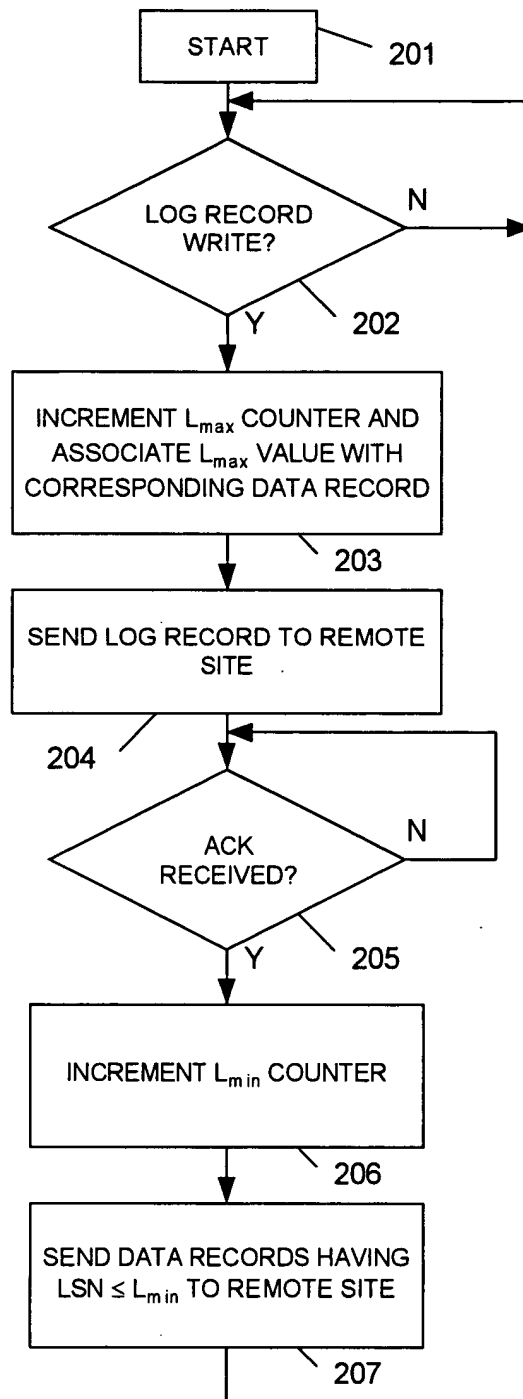 START
201
LOG RECORD
WRITE?
N
202
Y
INCREMENT Lmax COUNTER AND
ASSOCIATE Lmax VALUE WITH
CORRESPONDING DATA RECORD
203
SEND LOG RECORD TO REMOTE
SITE
204
N
ACK
RECEIVED?
205
Y
INCREMENT Lmin COUNTER
206
SEND DATA RECORDS HAVING
LSN ≤ Lmin TO REMOTE SITE
207